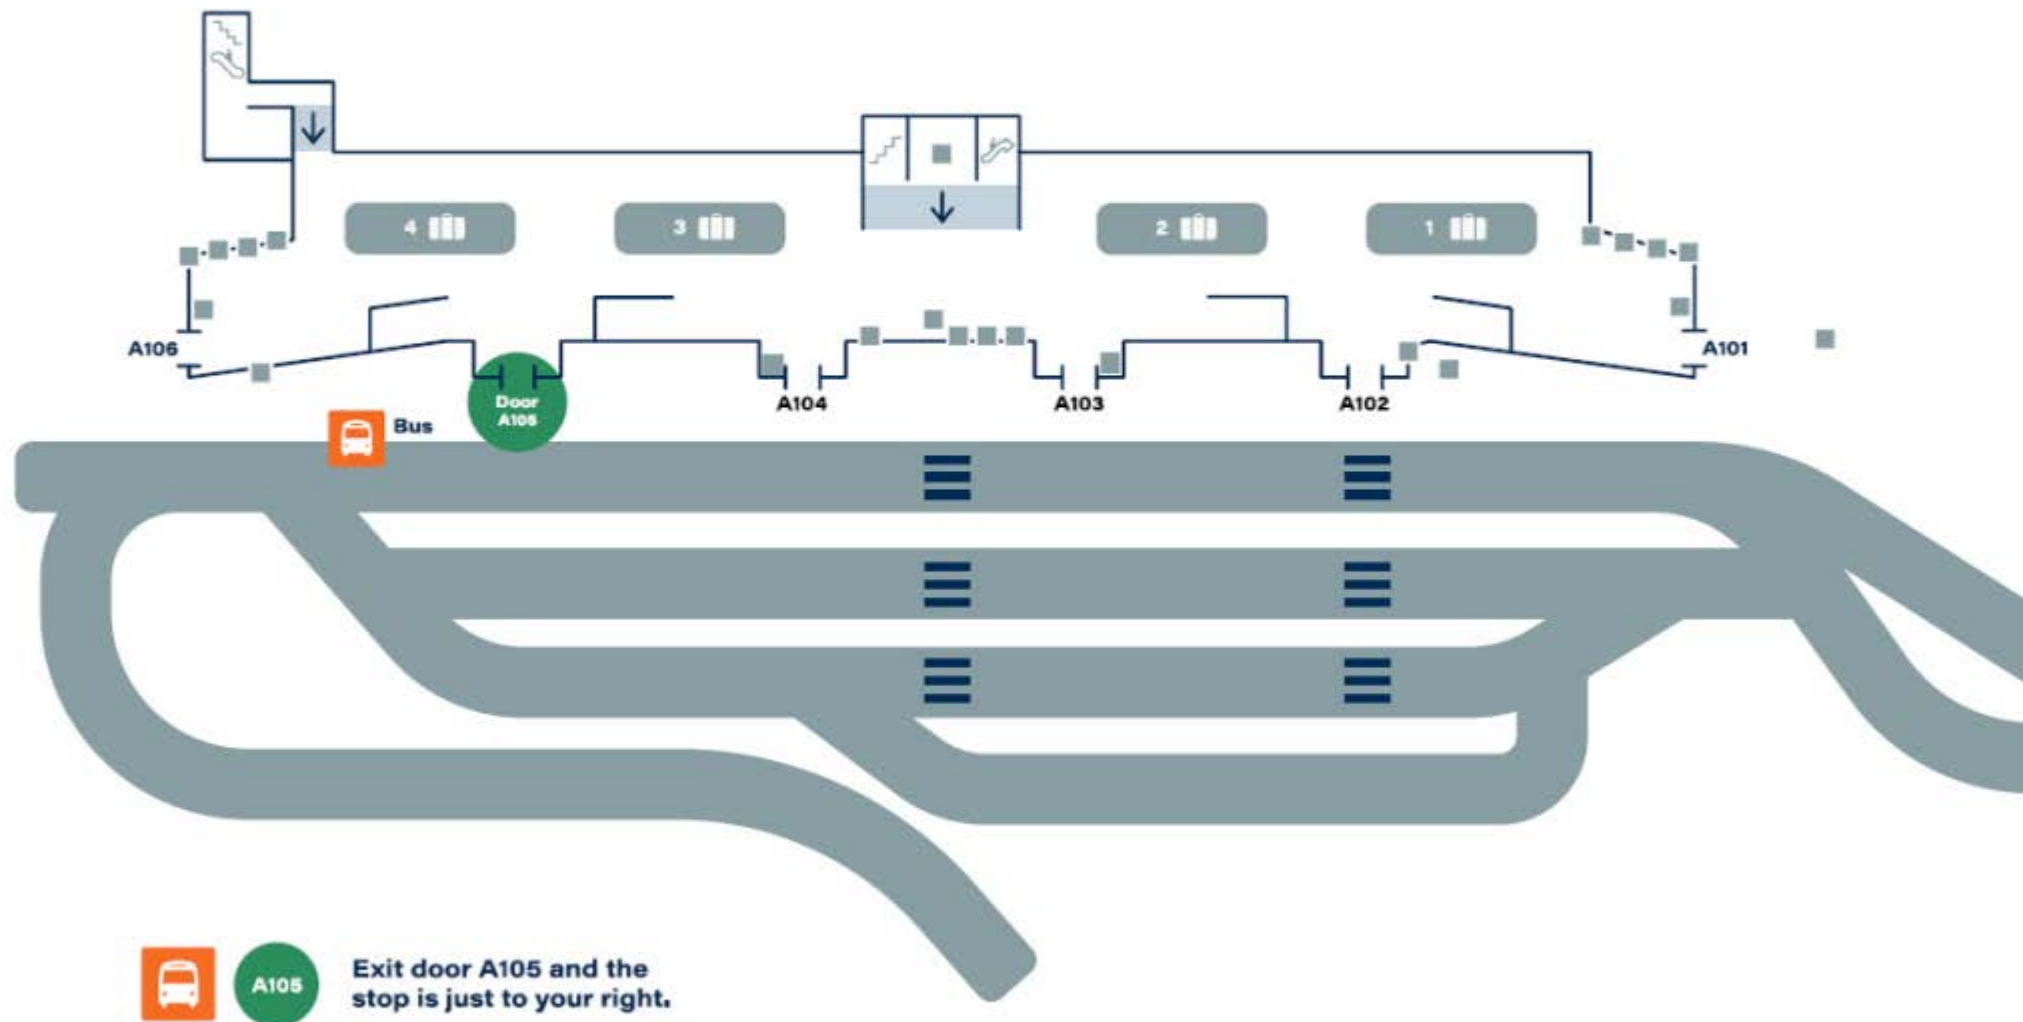 4
3
2
1
A106
A101
Door
A105
A104
A103
A102
Bus
A105
Exit door A105 and the
stop is just to your right.